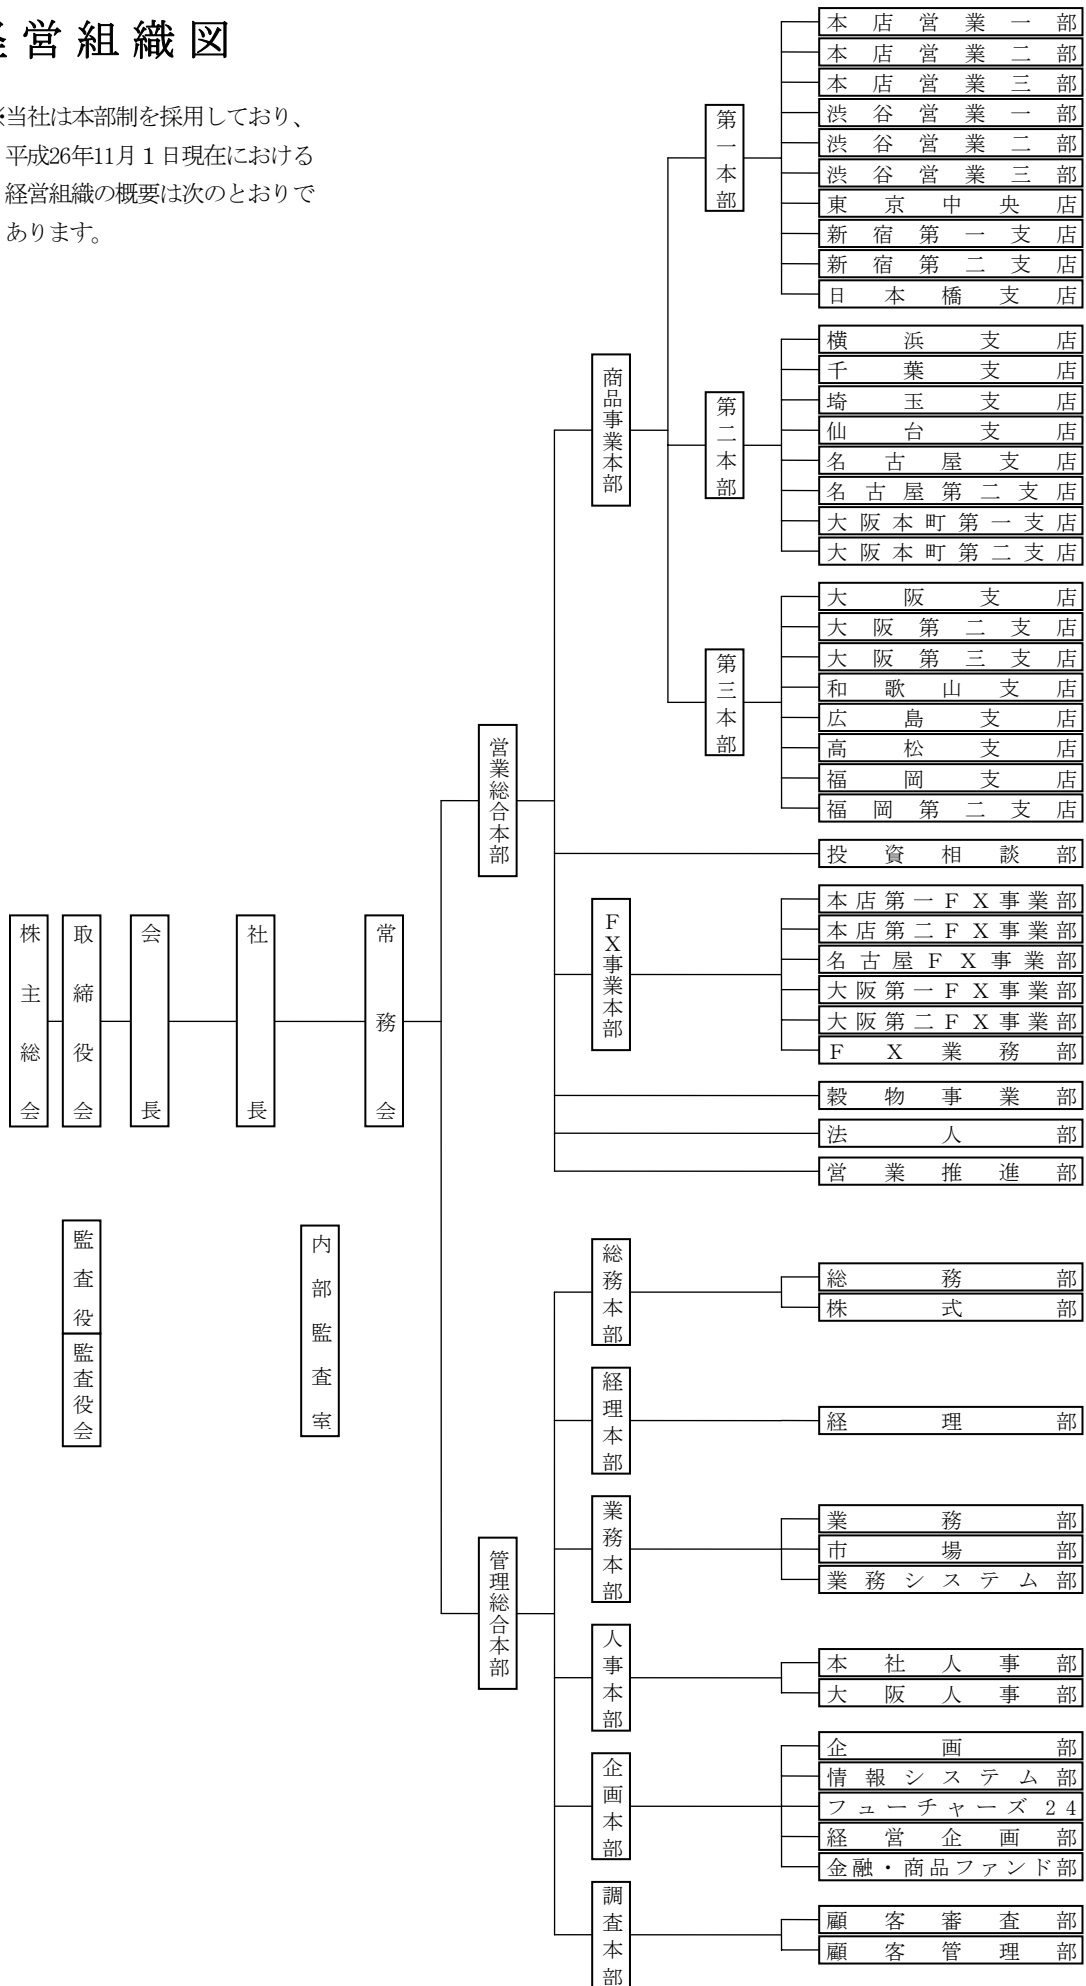 営組織図
当社は本部制を採用しており、
平成26年11月１日現在における
経営組織の概要は次のとおりで
あります。
株主総会
取締役会
会長
社長
常務会
監査役
監査役会
内部監査室
営業総合本部
商品事業本部
第一本部
本店営業一部
本店営業二部
本店営業三部
渋谷営業一部
渋谷営業二部
渋谷営業三部
東京中央店
新宿第一支店
新宿第二支店
日本橋支店
第二本部
横浜支店
千葉支店
埼玉支店
仙台支店
名古屋支店
名古屋第二支店
大阪本町第一支店
大阪本町第二支店
第三本部
大阪支店
大阪第二支店
大阪第三支店
和歌山支店
広島支店
高松支店
福岡支店
福岡第二支店
投資相談部
ＦＸ事業本部
本店第一ＦＸ事業部
本店第二ＦＸ事業部
名古屋ＦＸ事業部
大阪第一ＦＸ事業部
大阪第二ＦＸ事業部
ＦＸ業務部
穀物事業部
法人部
営業推進部
管理総合本部
総務本部
総務部
株式部
経理本部
経理部
業務本部
業務部
市場部
業務システム部
人事本部
本社人事部
大阪人事部
企画本部
企画部
情報システム部
フューチャーズ24
経営企画部
金融・商品ファンド部
調査本部
顧客審査部
顧客管理部